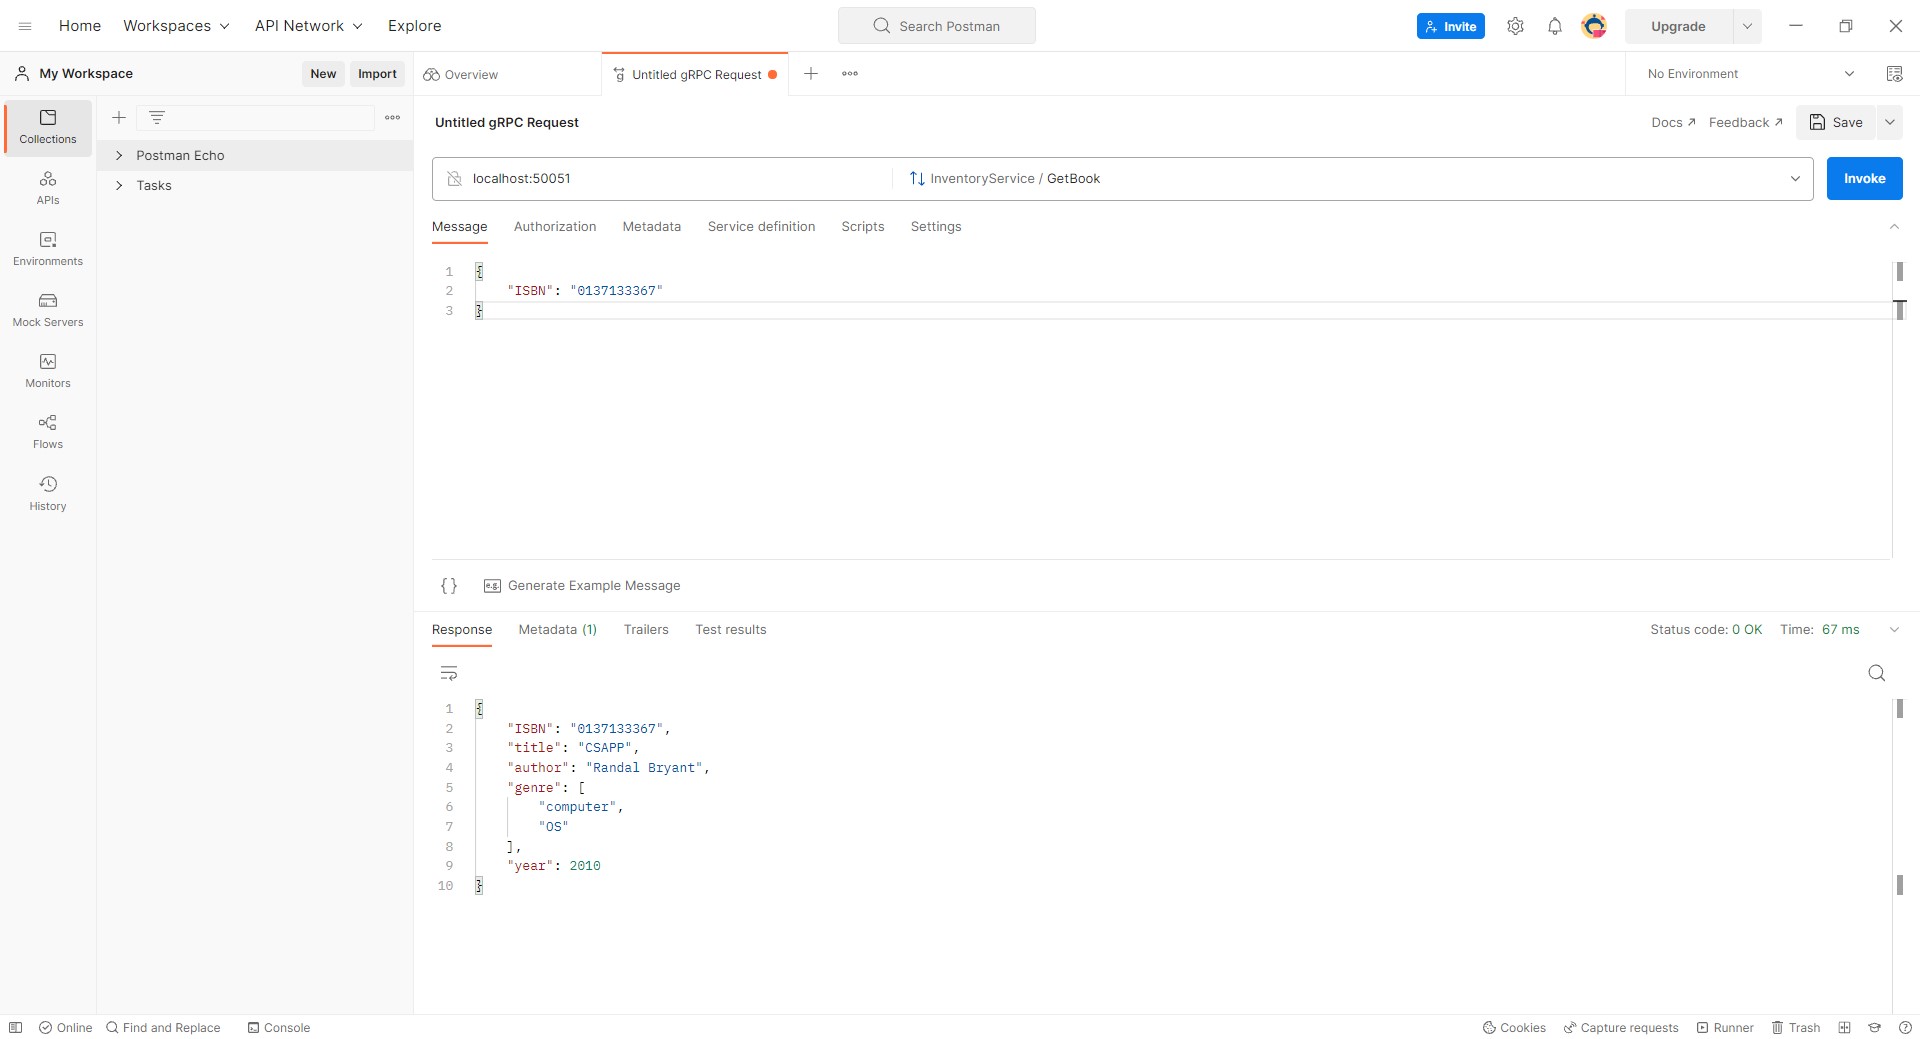 Home Workspaces API Network Explore Search Postman Invite Upgrade
My Workspace New Import Overview Untitled gRPC Request No Environment
Collections
APIs
Environments
Mock Servers
Monitors
Flows
History
Postman Echo
Tasks
Untitled gRPC Request Docs Feedback Save
localhost:50051 InventoryService / GetBook Invoke
Message Authorization Metadata Service definition Scripts Settings
1 {
2 "ISBN": "0137133367"
3 }
{} e.g. Generate Example Message
Response Metadata (1) Trailers Test results Status code: 0 OK Time: 67 ms
1 {
2 "ISBN": "0137133367",
3 "title": "CSAPP",
4 "author": "Randal Bryant",
5 "genre": [
6 "computer",
7 "OS"
8 ],
9 "year": 2010
10 }
Online Find and Replace Console Cookies Capture requests Runner Trash